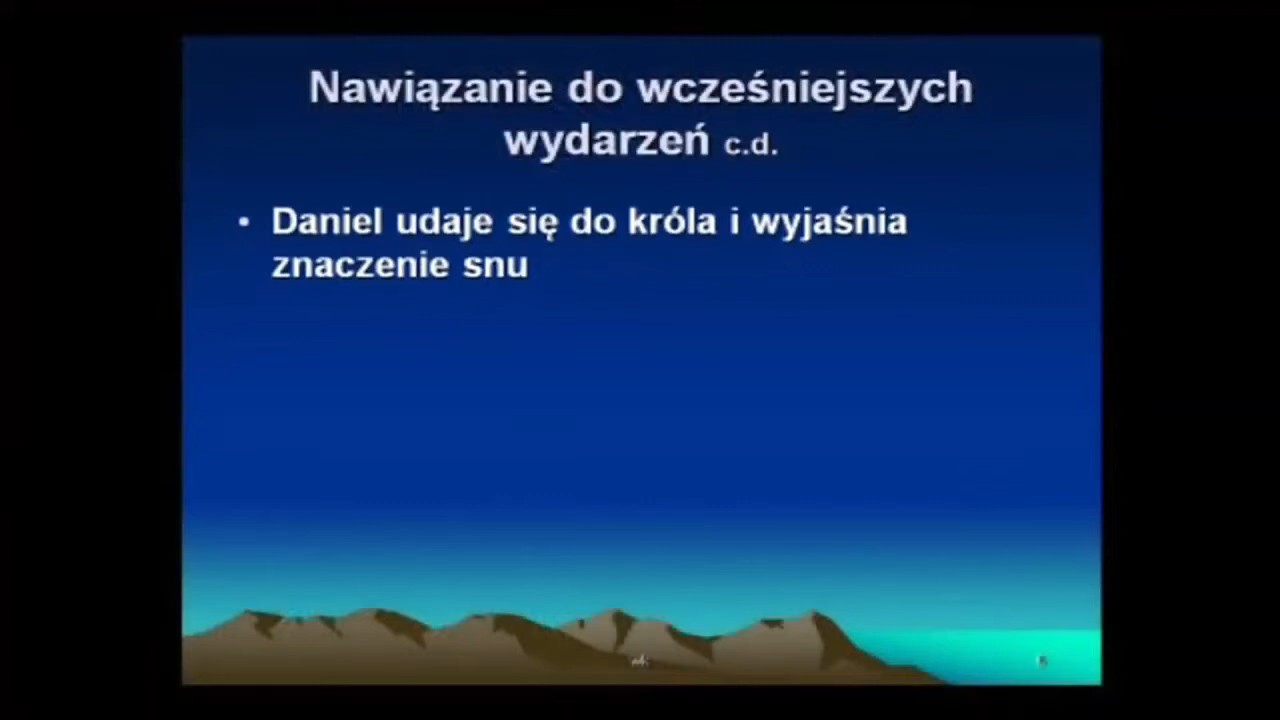 Nawiązanie do wcześniejszych
wydarzeń c.d.
• Daniel udaje się do króla i wyjaśnia
znaczenie snu